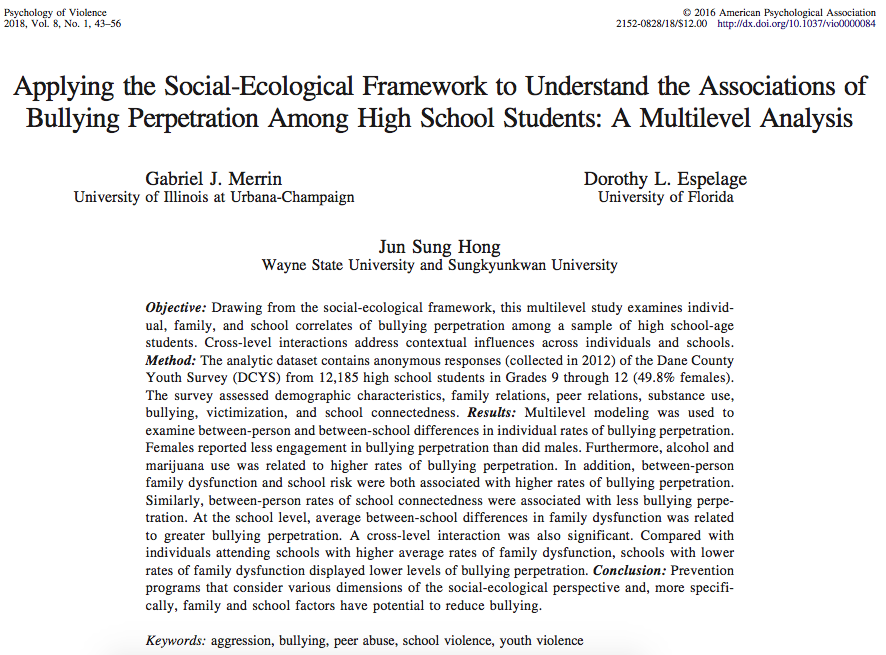 Psychology of Violence
2018, Vol. 8, No. 1, 43–56
© 2016 American Psychological Association
2152-0828/18/$12.00 http://dx.doi.org/10.1037/vio0000084
Applying the Social-Ecological Framework to Understand the Associations of
Bullying Perpetration Among High School Students: A Multilevel Analysis
Gabriel J. Merrin
University of Illinois at Urbana-Champaign
Dorothy L. Espelage
University of Florida
Jun Sung Hong
Wayne State University and Sungkyunkwan University
Objective: Drawing from the social-ecological framework, this multilevel study examines individ-
ual, family, and school correlates of bullying perpetration among a sample of high school-age
students. Cross-level interactions address contextual influences across individuals and schools.
Method: The analytic dataset contains anonymous responses (collected in 2012) of the Dane County
Youth Survey (DCYS) from 12,185 high school students in Grades 9 through 12 (49.8% females).
The survey assessed demographic characteristics, family relations, peer relations, substance use,
bullying, victimization, and school connectedness. Results: Multilevel modeling was used to
examine between-person and between-school differences in individual rates of bullying perpetration.
Females reported less engagement in bullying perpetration than did males. Furthermore, alcohol and
marijuana use was related to higher rates of bullying perpetration. In addition, between-person
family dysfunction and school risk were both associated with higher rates of bullying perpetration.
Similarly, between-person rates of school connectedness were associated with less bullying perpe-
tration. At the school level, average between-school differences in family dysfunction was related
to greater bullying perpetration. A cross-level interaction was also significant. Compared with
individuals attending schools with higher average rates of family dysfunction, schools with lower
rates of family dysfunction displayed lower levels of bullying perpetration. Conclusion: Prevention
programs that consider various dimensions of the social-ecological perspective and, more specifi-
cally, family and school factors have potential to reduce bullying.
Keywords: aggression, bullying, peer abuse, school violence, youth violence